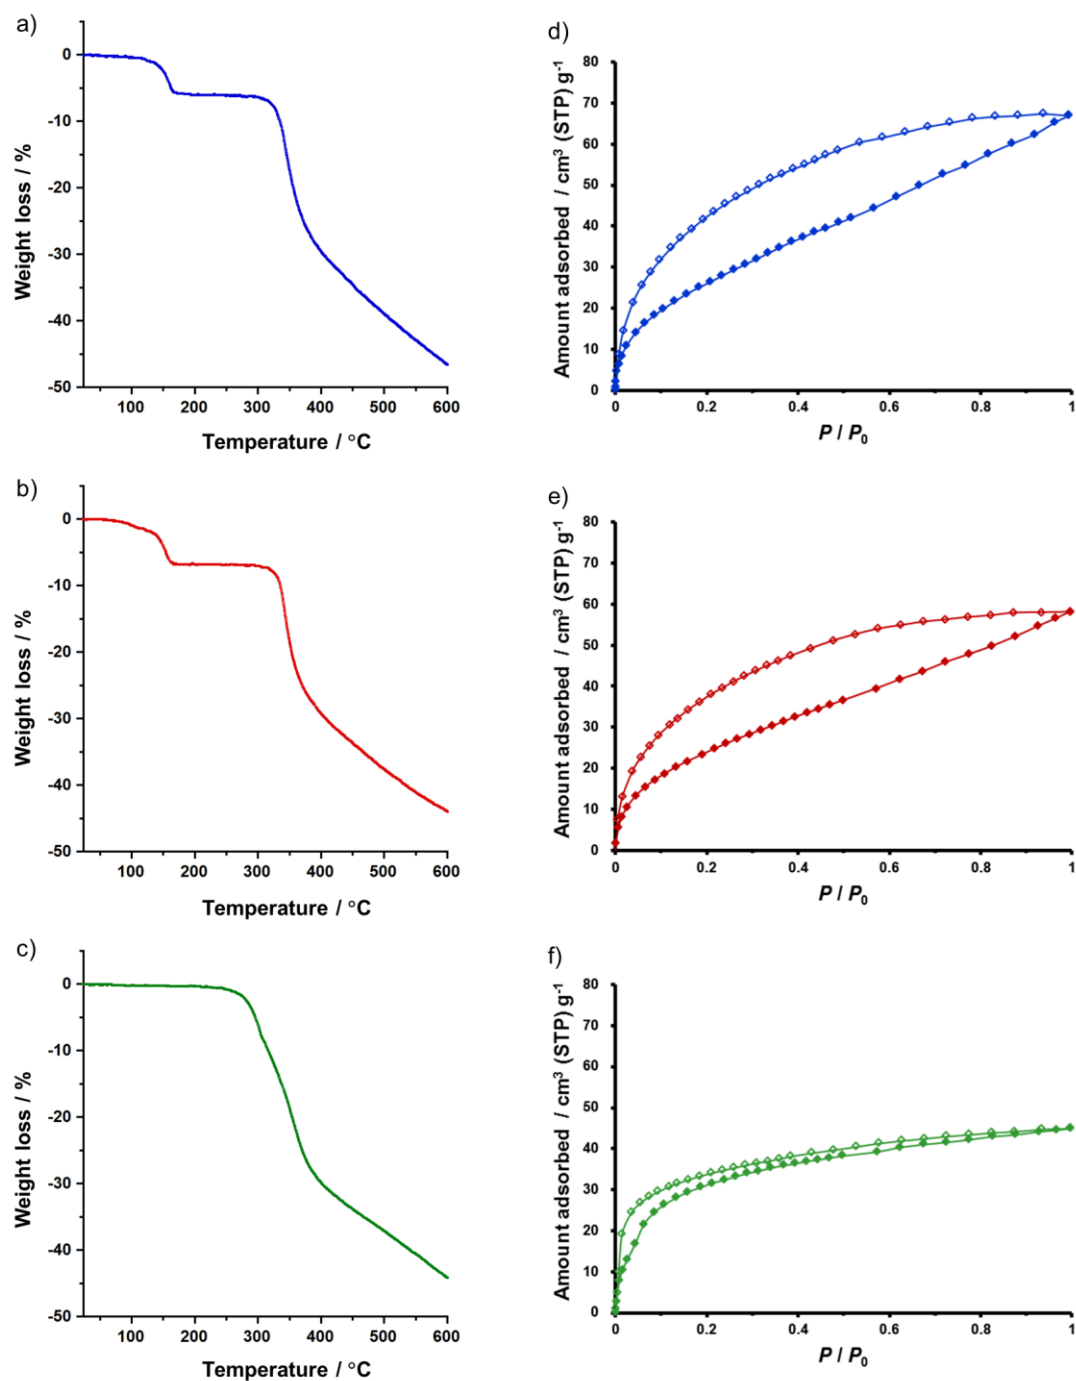 a)
0
-10
-20
-30
-40
-50
Weight loss / %
100 200 300 400 500 600
Temperature / °C
d)
80
70
60
50
40
30
20
10
0
Amount adsorbed / cm³ (STP) g⁻¹
0 0.2 0.4 0.6 0.8 1
P / P₀
b)
0
-10
-20
-30
-40
-50
Weight loss / %
100 200 300 400 500 600
Temperature / °C
e)
80
70
60
50
40
30
20
10
0
Amount adsorbed / cm³ (STP) g⁻¹
0 0.2 0.4 0.6 0.8 1
P / P₀
c)
0
-10
-20
-30
-40
-50
Weight loss / %
100 200 300 400 500 600
Temperature / °C
f)
80
70
60
50
40
30
20
10
0
Amount adsorbed / cm³ (STP) g⁻¹
0 0.2 0.4 0.6 0.8 1
P / P₀